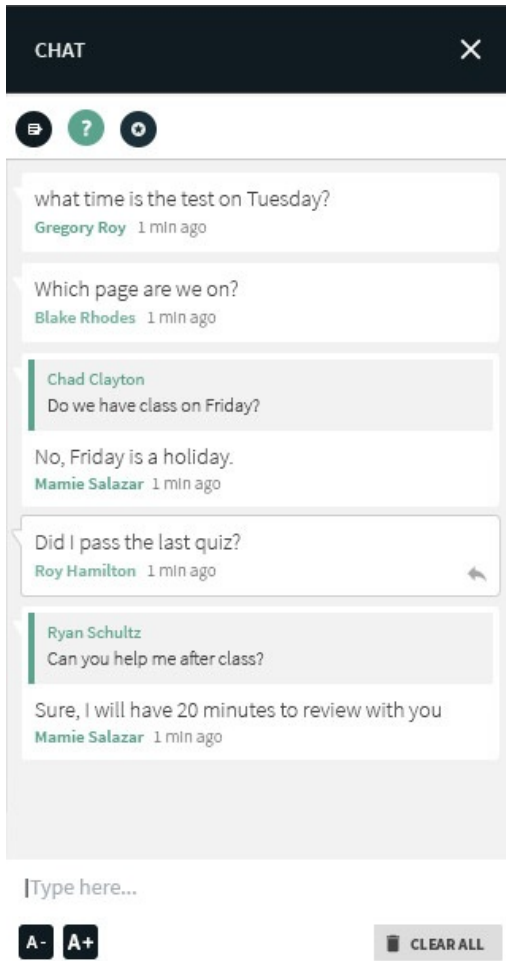 CHAT
?
what time is the test on Tuesday?
Gregory Roy 1 min ago
Which page are we on?
Blake Rhodes 1 min ago
Chad Clayton
Do we have class on Friday?
No, Friday is a holiday.
Mamie Salazar 1 min ago
Did I pass the last quiz?
Roy Hamilton 1 min ago
Ryan Schultz
Can you help me after class?
Sure, I will have 20 minutes to review with you
Mamie Salazar 1 min ago
Type here...
A- A+ CLEAR ALL